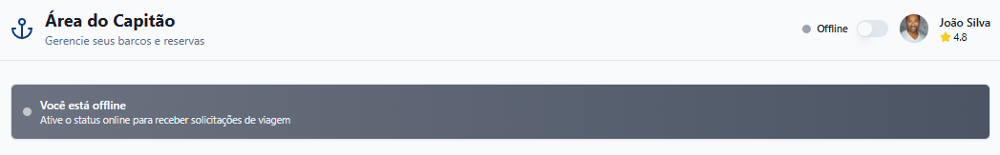 Área do Capitão
Gerencie seus barcos e reservas
Offline
João Silva
4.8
Você está offline
Ative o status online para receber solicitações de viagem